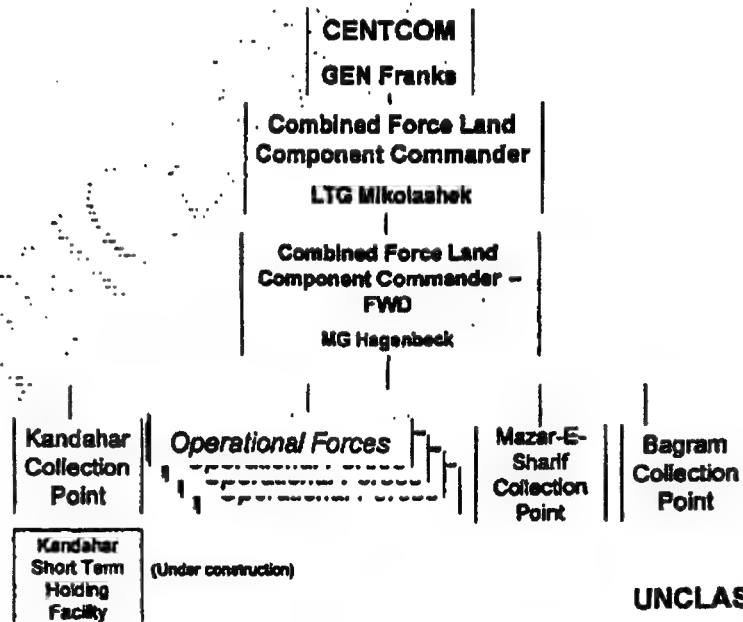 CENTCOM
GEN Franks
Combined Force Land
Component Commander
LTG Mikolashek
Combined Force Land
Component Commander –
FWD
MG Hagenbeck
Kandahar
Collection
Point
Operational Forces
Mazar-E-
Sharif
Collection
Point
Bagram
Collection
Point
Kandahar
Short Term
Holding
Facility
(Under construction)
UNCLAS